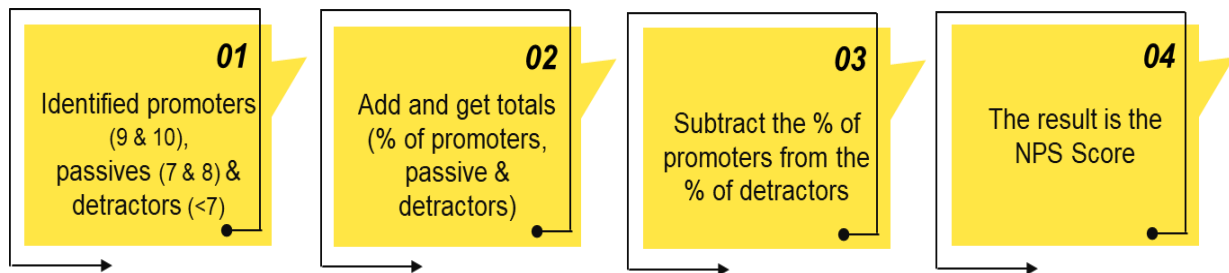 01
Identified promoters
(9 & 10),
passives (7 & 8) &
detractors (<7)
02
Add and get totals
(% of promoters,
passive &
detractors)
03
Subtract the % of
promoters from the
% of detractors
04
The result is the
NPS Score